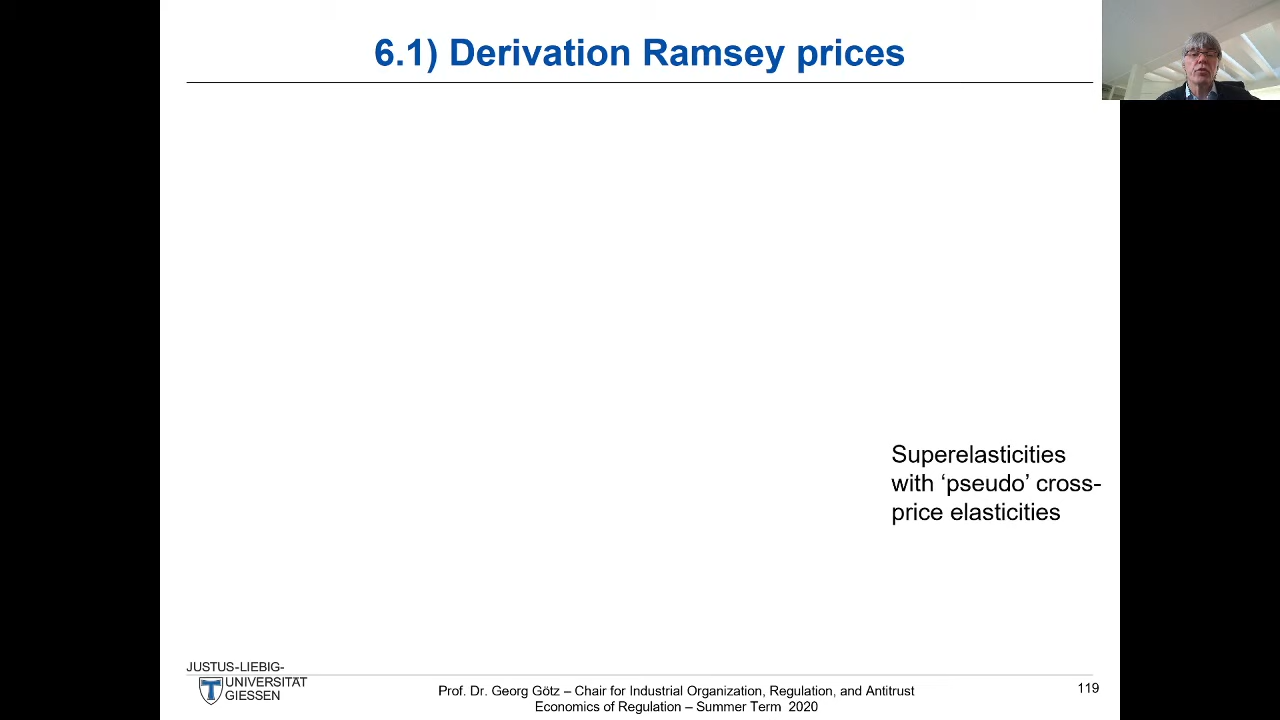 6.1) Derivation Ramsey prices
Superelasticities
with ‘pseudo’ cross-
price elasticities
JUSTUS-LIEBIG-
UNIVERSITÄT
GIESSEN
Prof. Dr. Georg Götz – Chair for Industrial Organization, Regulation, and Antitrust
Economics of Regulation – Summer Term 2020
119